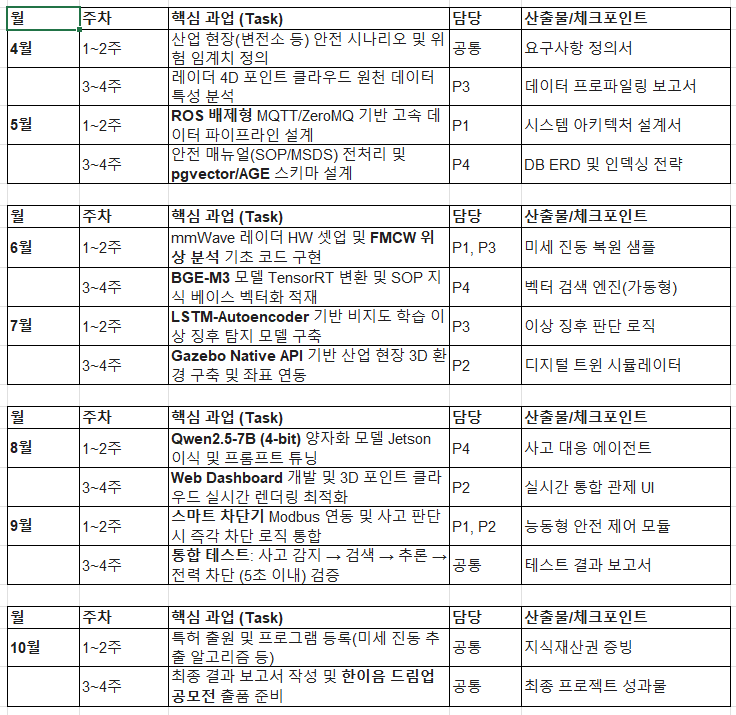 월 주차 핵심 과업 (Task) 담당 산출물/체크포인트
4월 1~2주 산업 현장(변전소 등) 안전 시나리오 및 위
험 임계치 정의 공통 요구사항 정의서
3~4주 레이더 4D 포인트 클라우드 원천 데이터
특성 분석 P3 데이터 프로파일링 보고서
5월 1~2주 ROS 배제형 MQTT/ZeroMQ 기반 고속 데
이터 파이프라인 설계 P1 시스템 아키텍처 설계서
3~4주 안전 매뉴얼(SOP/MSDS) 전처리 및
pgvector/AGE 스키마 설계 P4 DB ERD 및 인덱싱 전략
월 주차 핵심 과업 (Task) 담당 산출물/체크포인트
6월 1~2주 mmWave 레이더 HW 셋업 및 FMCW 위
상 분석 기초 코드 구현 P1, P3 미세 진동 복원 샘플
3~4주 BGE-M3 모델 TensorRT 변환 및 SOP 지
식 베이스 벡터화 적재 P4 벡터 검색 엔진(가동형)
7월 1~2주 LSTM-Autoencoder 기반 비지도 학습 이
상 징후 탐지 모델 구축 P3 이상 징후 판단 로직
3~4주 Gazebo Native API 기반 산업 현장 3D 환
경 구축 및 좌표 연동 P2 디지털 트윈 시뮬레이터
월 주차 핵심 과업 (Task) 담당 산출물/체크포인트
8월 1~2주 Qwen2.5-7B (4-bit) 양자화 모델 Jetson
이식 및 프롬프트 튜닝 P4 사고 대응 에이전트
3~4주 Web Dashboard 개발 및 3D 포인트 클라
우드 실시간 렌더링 최적화 P2 실시간 통합 관제 UI
9월 1~2주 스마트 차단기 Modbus 연동 및 사고 판단
시 즉각 차단 로직 통합 P1, P2 능동형 안전 제어 모듈
3~4주 통합 테스트: 사고 감지 → 검색 → 추론 →
전력 차단 (5초 이내) 검증 공통 테스트 결과 보고서
월 주차 핵심 과업 (Task) 담당 산출물/체크포인트
10월 1~2주 특허 출원 및 프로그램 등록(미세 진동 추
출 알고리즘 등) 공통 지식재산권 증빙
3~4주 최종 결과 보고서 작성 및 한이음 드림업
공모전 출품 준비 공통 최종 프로젝트 성과물